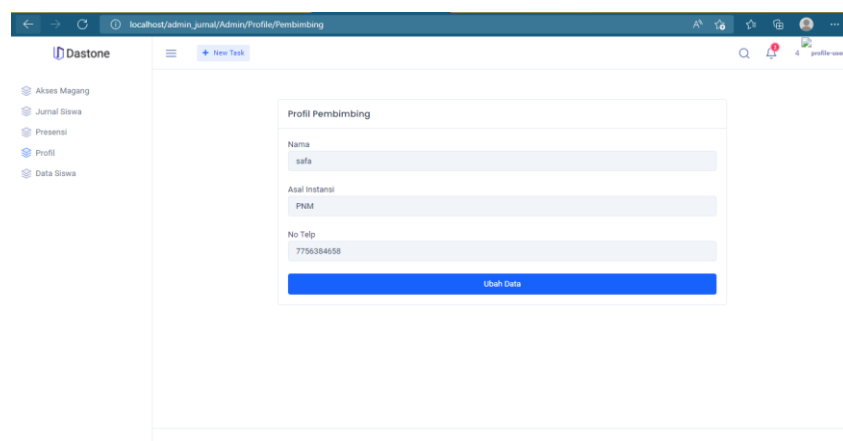 localhost/admin_jurnal/Admin/Profile/Pembimbing
Dastone
+ New Task
4 profile-user
Akses Magang
Jurnal Siswa
Presensi
Profil
Data Siswa
Profil Pembimbing
Nama
safa
Asal Instansi
PNM
No Telp
7756384658
Ubah Data